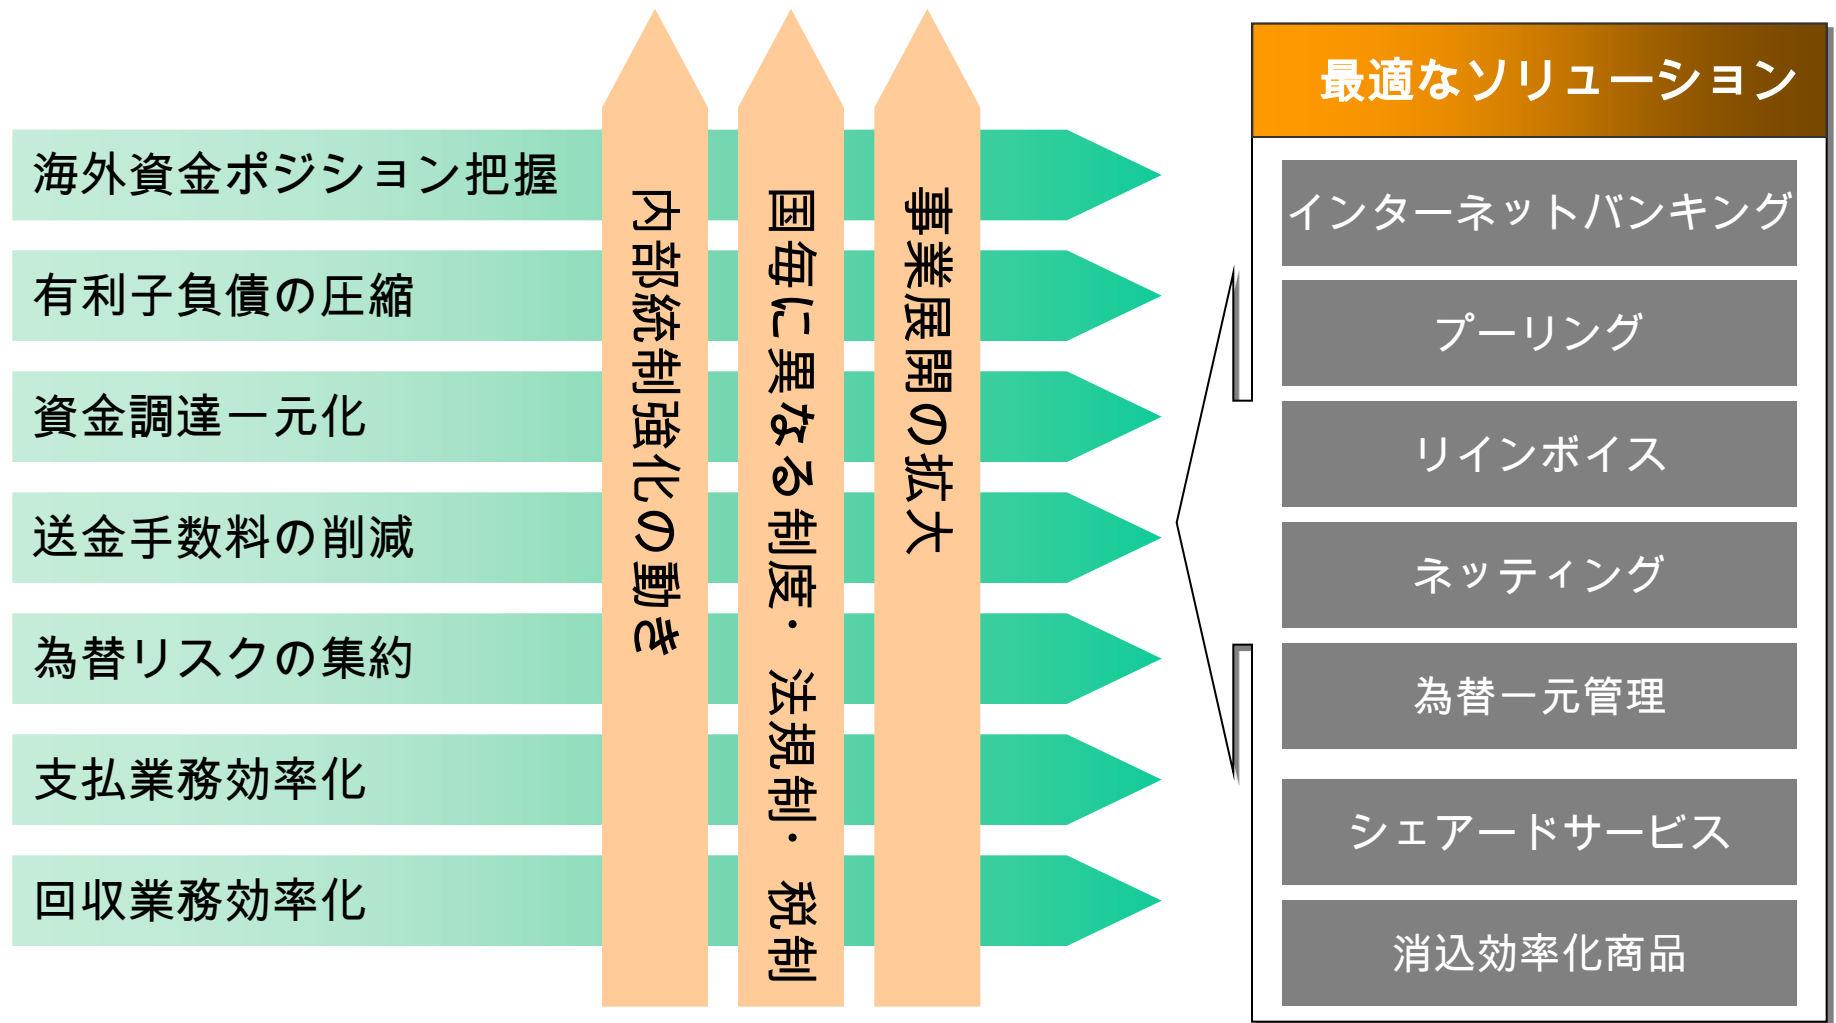 海外資金ポジション把握
有利子負債の圧縮
資金調達一元化
送金手数料の削減
為替リスクの集約
支払業務効率化
回収業務効率化
内部統制強化の動き
国毎に異なる制度・法規制・税制
事業展開の拡大
最適なソリューション
インターネットバンキング
プーリング
リインボイス
ネッティング
為替一元管理
シェアードサービス
消込効率化商品